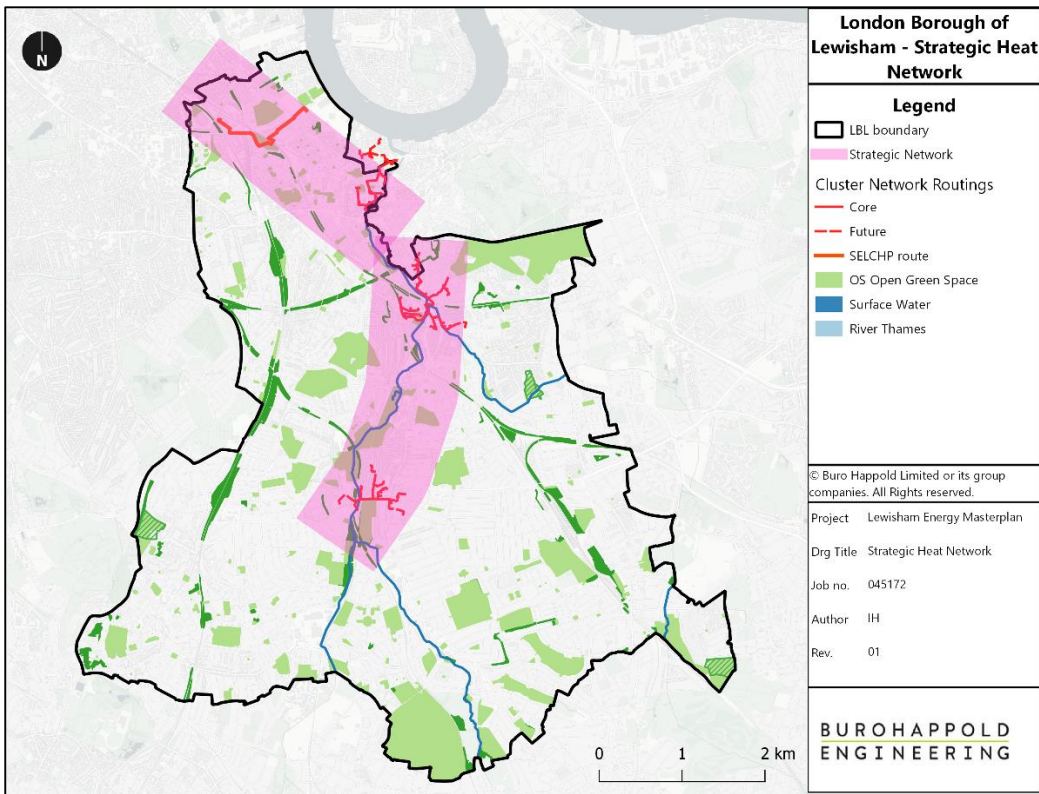 N
London Borough of
Lewisham - Strategic Heat
Network
Legend
LBL boundary
Strategic Network
Cluster Network Routings
Core
Future
SELCHP route
OS Open Green Space
Surface Water
River Thames
© Buro Happold Limited or its group
companies. All Rights reserved.
Project Lewisham Energy Masterplan
Drg Title Strategic Heat Network
Job no. 045172
Author IH
Rev. 01
0 1 2 km
BUROHAPPOLD
ENGINEERING